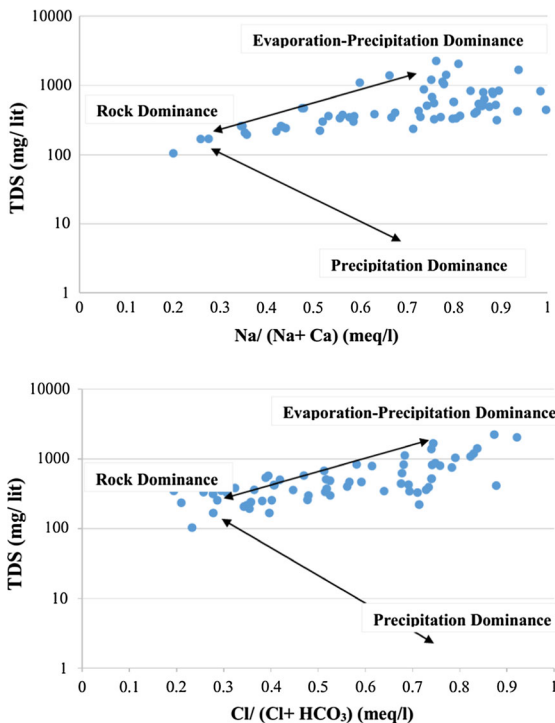 10000
Evaporation-Precipitation Dominance
1000
Rock Dominance
100
10
Precipitation Dominance
1
0 0.1 0.2 0.3 0.4 0.5 0.6 0.7 0.8 0.9 1
TDS (mg/ lit)
Na/ (Na+ Ca) (meq/l)
10000
Evaporation-Precipitation Dominance
1000
Rock Dominance
100
10
Precipitation Dominance
1
0 0.1 0.2 0.3 0.4 0.5 0.6 0.7 0.8 0.9 1
TDS (mg/ lit)
Cl/ (Cl+ HCO₃) (meq/l)